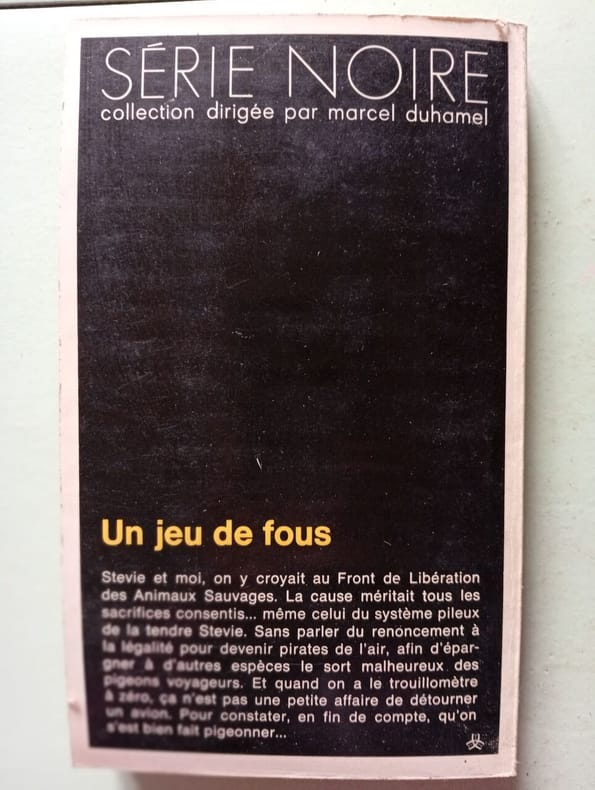 SÉRIE NOIRE
collection dirigée par marcel duhamel
Un jeu de fous
Stevie et moi, on y croyait au Front de Libération
des Animaux Sauvages. La cause méritait tous les
sacrifices consentis... même celui du système pileux
de la tendre Stevie. Sans parler du renoncement à
la légalité pour devenir pirates de l'air, afin d'épar-
gner à d'autres espèces le sort malheureux des
pigeons voyageurs. Et quand on a le trouillomètre
à zéro, ça n'est pas une petite affaire de détourner
un avion. Pour constater, en fin de compte, qu'on
s'est bien fait pigeonner...